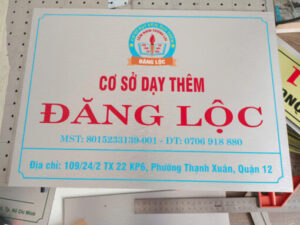 ĐĂNG LỘC
CƠ SỞ DẠY THÊM
ĐĂNG LỘC
MST: 8015233139-001 - ĐT: 0706 918 880
Địa chỉ: 109/24/2 TX 22 KP6, Phường Thạnh Xuân, Quận 12